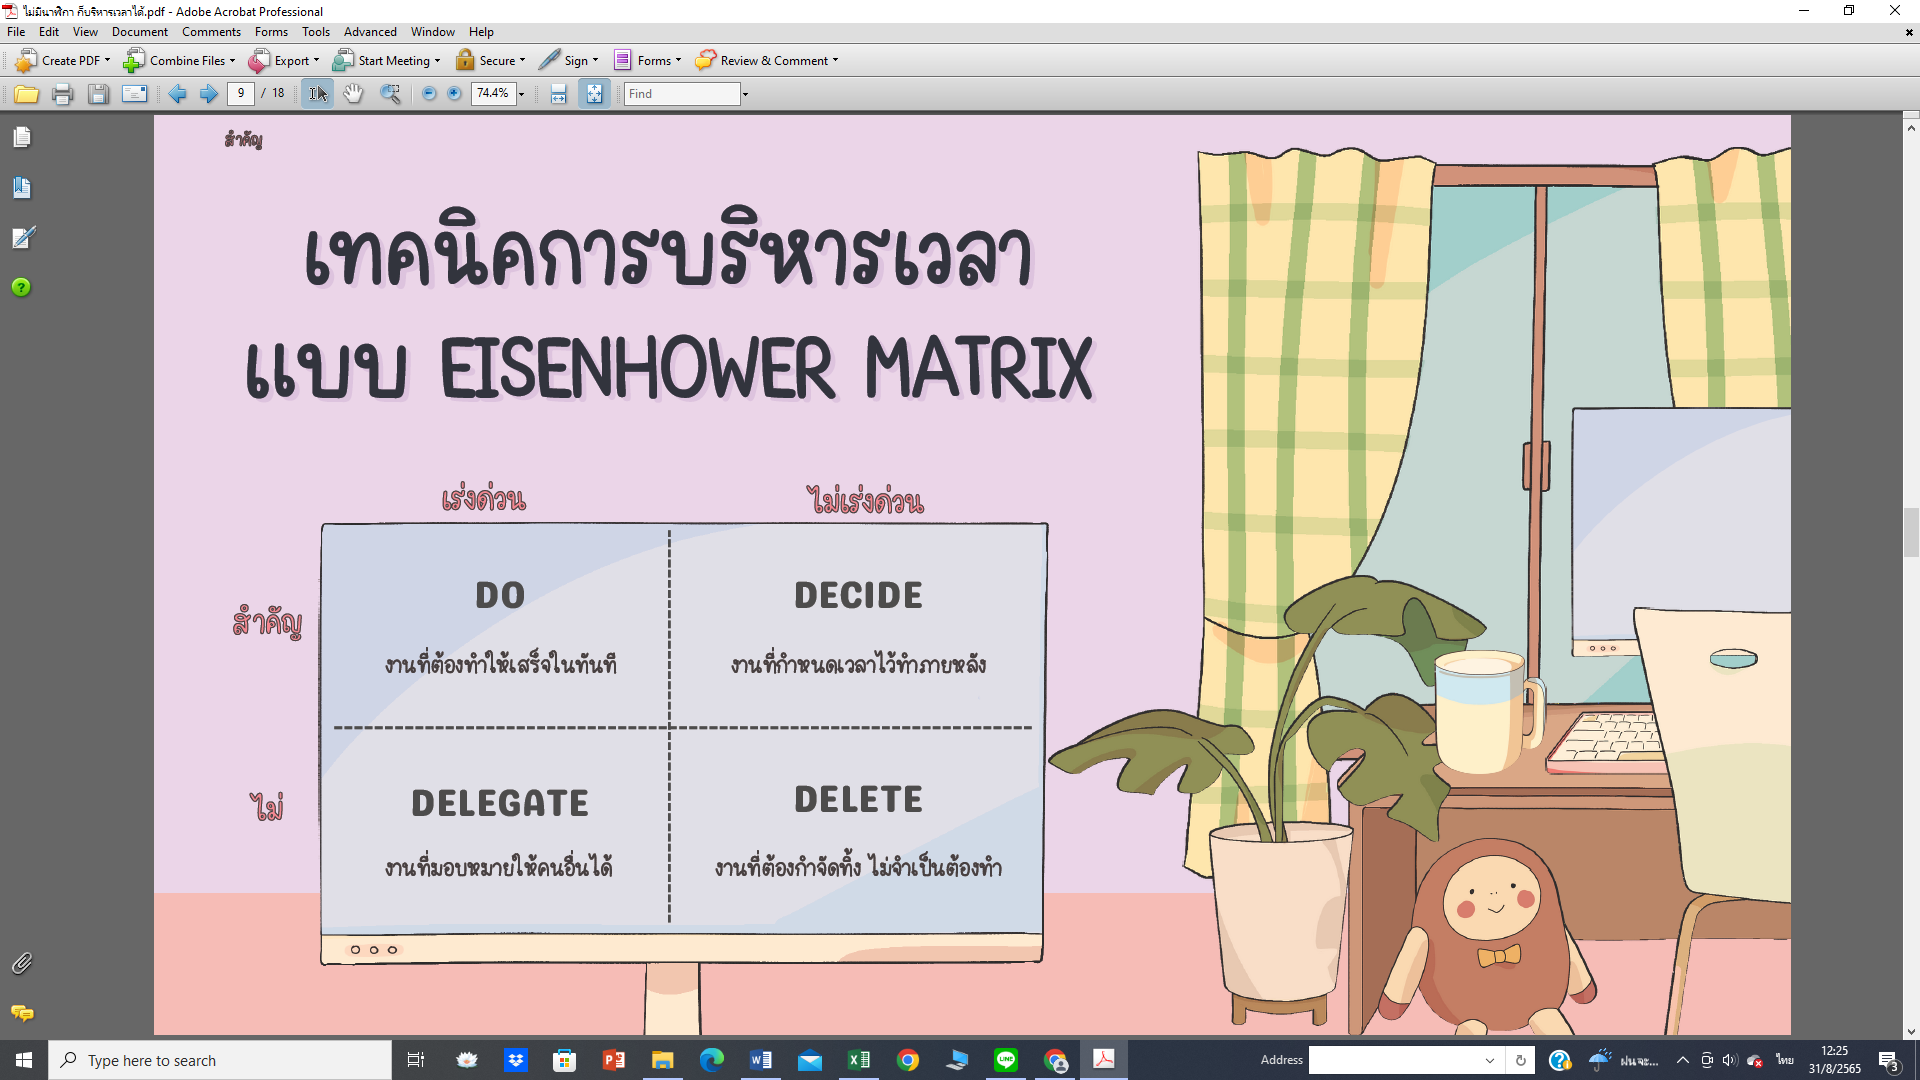 ไม่มีนาฬิกา ก็บริหารเวลาได้.pdf - Adobe Acrobat Professional
File Edit View Document Comments Forms Tools Advanced Window Help
Create PDF Combine Files Export Start Meeting Secure Sign Forms Review & Comment
9 / 18 74.4% Find
สำคัญ
เทคนิคการบริหารเวลา
แบบ EISENHOWER MATRIX
เร่งด่วน ไม่เร่งด่วน
สำคัญ
DO DECIDE
งานที่ต้องทำให้เสร็จในทันที งานที่กำหนดเวลาไว้ทำภายหลัง
ไม่
DELEGATE DELETE
งานที่มอบหมายให้คนอื่นได้ งานที่ต้องกำจัดทิ้ง ไม่จำเป็นต้องทำ
Type here to search Address ฝนจะ... ไทย 12:25
31/8/2565 3